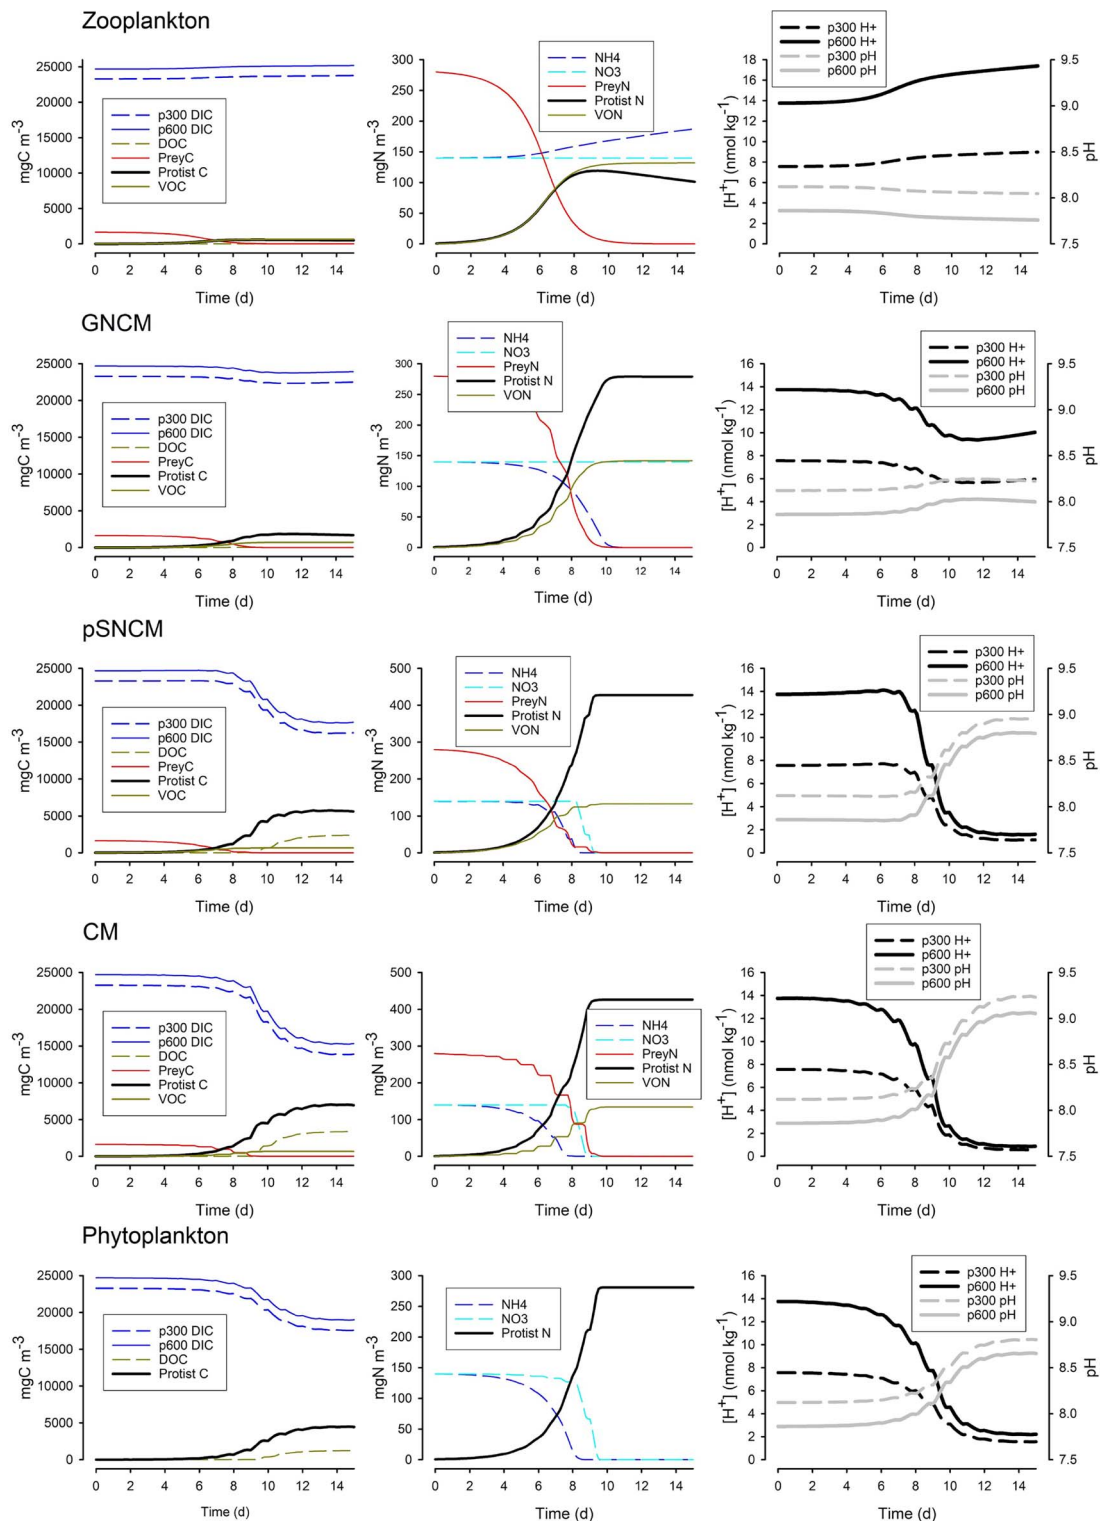 Zooplankton
mgC m⁻³
25000
20000
15000
10000
5000
0
p300 DIC
p600 DIC
DOC
PreyC
Protist C
VOC
0 2 4 6 8 10 12 14
Time (d)
mgN m⁻³
300
250
200
150
100
50
0
NH4
NO3
PreyN
Protist N
VON
0 2 4 6 8 10 12 14
Time (d)
[H⁺] (nmol kg⁻¹)
18
16
14
12
10
8
6
4
2
0
p300 H+
p600 H+
p300 pH
p600 pH
9.5
9.0
8.5
8.0
7.5
pH
0 2 4 6 8 10 12 14
Time (d)
GNCM
mgC m⁻³
25000
20000
15000
10000
5000
0
p300 DIC
p600 DIC
DOC
PreyC
Protist C
VOC
0 2 4 6 8 10 12 14
Time (d)
mgN m⁻³
300
250
200
150
100
50
0
NH4
NO3
PreyN
Protist N
VON
0 2 4 6 8 10 12 14
Time (d)
[H⁺] (nmol kg⁻¹)
16
14
12
10
8
6
4
2
0
p300 H+
p600 H+
p300 pH
p600 pH
9.5
9.0
8.5
8.0
7.5
pH
0 2 4 6 8 10 12 14
Time (d)
pSNCM
mgC m⁻³
25000
20000
15000
10000
5000
0
p300 DIC
p600 DIC
DOC
PreyC
Protist C
VOC
0 2 4 6 8 10 12 14
Time (d)
mgN m⁻³
500
400
300
200
100
0
NH4
NO3
PreyN
Protist N
VON
0 2 4 6 8 10 12 14
Time (d)
[H⁺] (nmol kg⁻¹)
16
14
12
10
8
6
4
2
0
p300 H+
p600 H+
p300 pH
p600 pH
9.5
9.0
8.5
8.0
7.5
pH
0 2 4 6 8 10 12 14
Time (d)
CM
mgC m⁻³
25000
20000
15000
10000
5000
0
p300 DIC
p600 DIC
DOC
PreyC
Protist C
VOC
0 2 4 6 8 10 12 14
Time (d)
mgN m⁻³
500
400
300
200
100
0
NH4
NO3
PreyN
Protist N
VON
0 2 4 6 8 10 12 14
Time (d)
[H⁺] (nmol kg⁻¹)
16
14
12
10
8
6
4
2
0
p300 H+
p600 H+
p300 pH
p600 pH
9.5
9.0
8.5
8.0
7.5
pH
0 2 4 6 8 10 12 14
Time (d)
Phytoplankton
mgC m⁻³
25000
20000
15000
10000
5000
0
p300 DIC
p600 DIC
DOC
Protist C
0 2 4 6 8 10 12 14
Time (d)
mgN m⁻³
300
250
200
150
100
50
0
NH4
NO3
Protist N
0 2 4 6 8 10 12 14
Time (d)
[H⁺] (nmol kg⁻¹)
16
14
12
10
8
6
4
2
0
p300 H+
p600 H+
p300 pH
p600 pH
9.5
9.0
8.5
8.0
7.5
pH
0 2 4 6 8 10 12 14
Time (d)